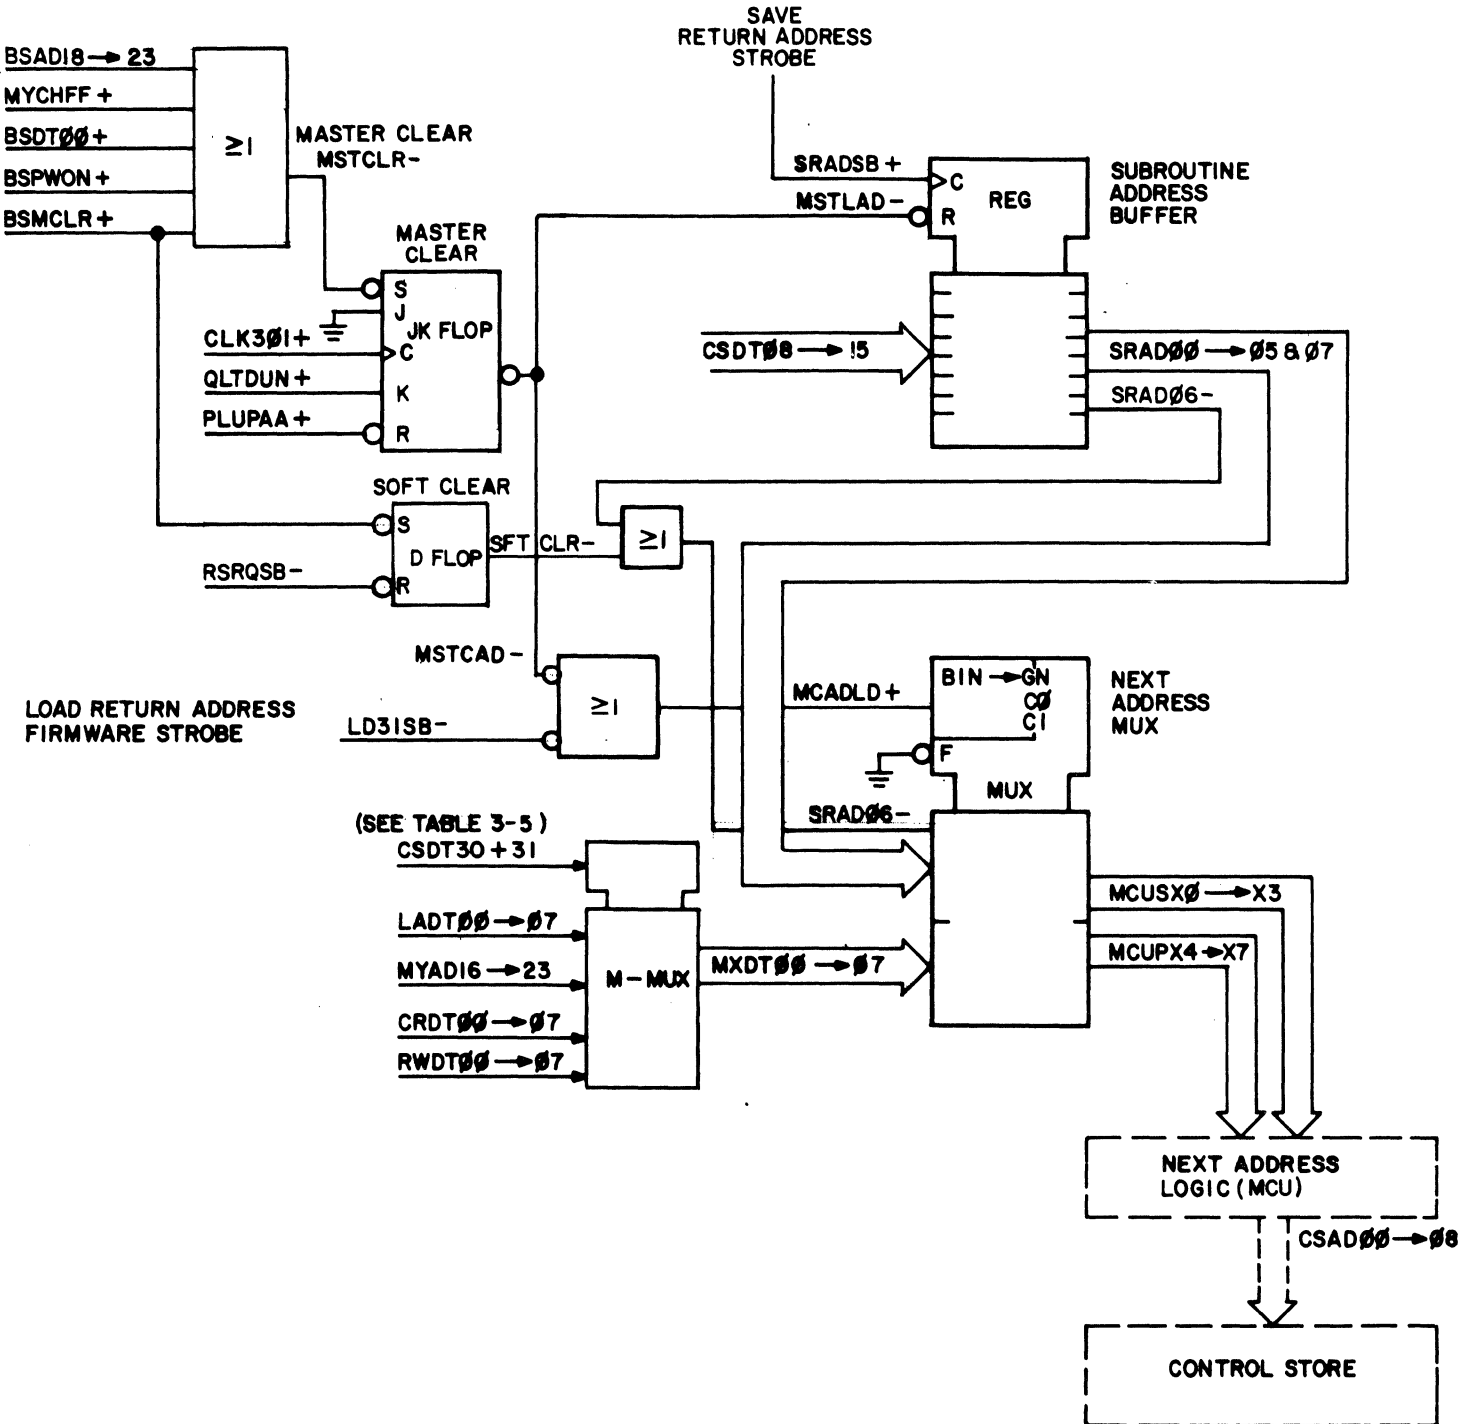 SAVE
RETURN ADDRESS
STROBE
BSAD18→23
MYCHFF+
BSDTØØ+
BSPWON+
BSMCLR+
≥1
MASTER CLEAR
MSTCLR-
SRADSB+
MSTLAD-
C
R
REG
SUBROUTINE
ADDRESS
BUFFER
MASTER
CLEAR
S
J
JK FLOP
C
K
R
CLK3Ø1+
QLTDUN+
PLUPAA+
CSDTØ8→15
SRADØØ→Ø5&Ø7
SRADØ6-
SOFT CLEAR
S
D FLOP
R
RSRQSB-
SFT CLR-
≥1
MSTCAD-
LOAD RETURN ADDRESS
FIRMWARE STROBE
LD31SB-
≥1
MCADLD+
BIN→GN
CØ
C1
F
MUX
NEXT
ADDRESS
MUX
SRADØ6-
(SEE TABLE 3-5)
CSDT30+31
LADTØØ→Ø7
MYAD16→23
CRDTØØ→Ø7
RWDTØØ→Ø7
M-MUX
MXDTØØ→Ø7
MCUSXØ→X3
MCUPX4→X7
NEXT ADDRESS
LOGIC (MCU)
CSADØØ→Ø8
CONTROL STORE